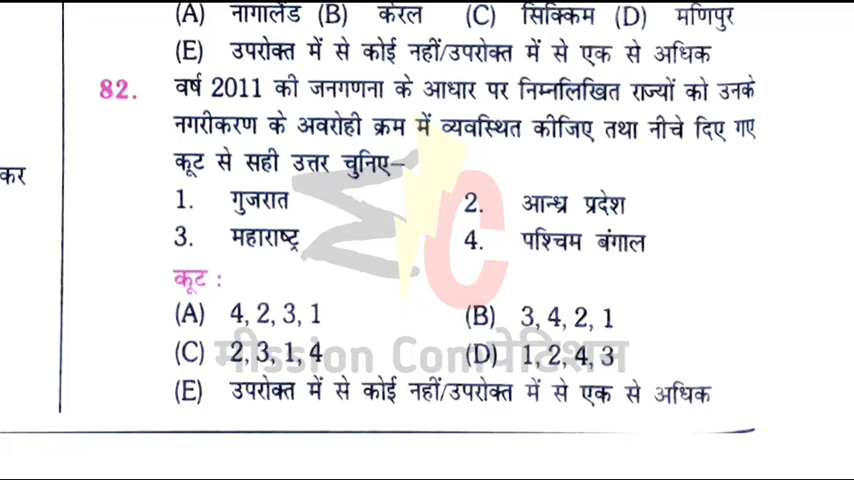 (A) नागालैंड (B) केरल (C) सिक्किम (D) मणिपुर
(E) उपरोक्त में से कोई नहीं/उपरोक्त में से एक से अधिक
82. वर्ष 2011 की जनगणना के आधार पर निम्नलिखित राज्यों को उनके
नगरीकरण के अवरोही क्रम में व्यवस्थित कीजिए तथा नीचे दिए गए
कूट से सही उत्तर चुनिए–
कर
1. गुजरात 2. आन्ध्र प्रदेश
3. महाराष्ट्र 4. पश्चिम बंगाल
कूट :
(A) 4, 2, 3, 1 (B) 3, 4, 2, 1
मीssion Comपेटिशन
(C) 2, 3, 1, 4 (D) 1, 2, 4, 3
(E) उपरोक्त में से कोई नहीं/उपरोक्त में से एक से अधिक